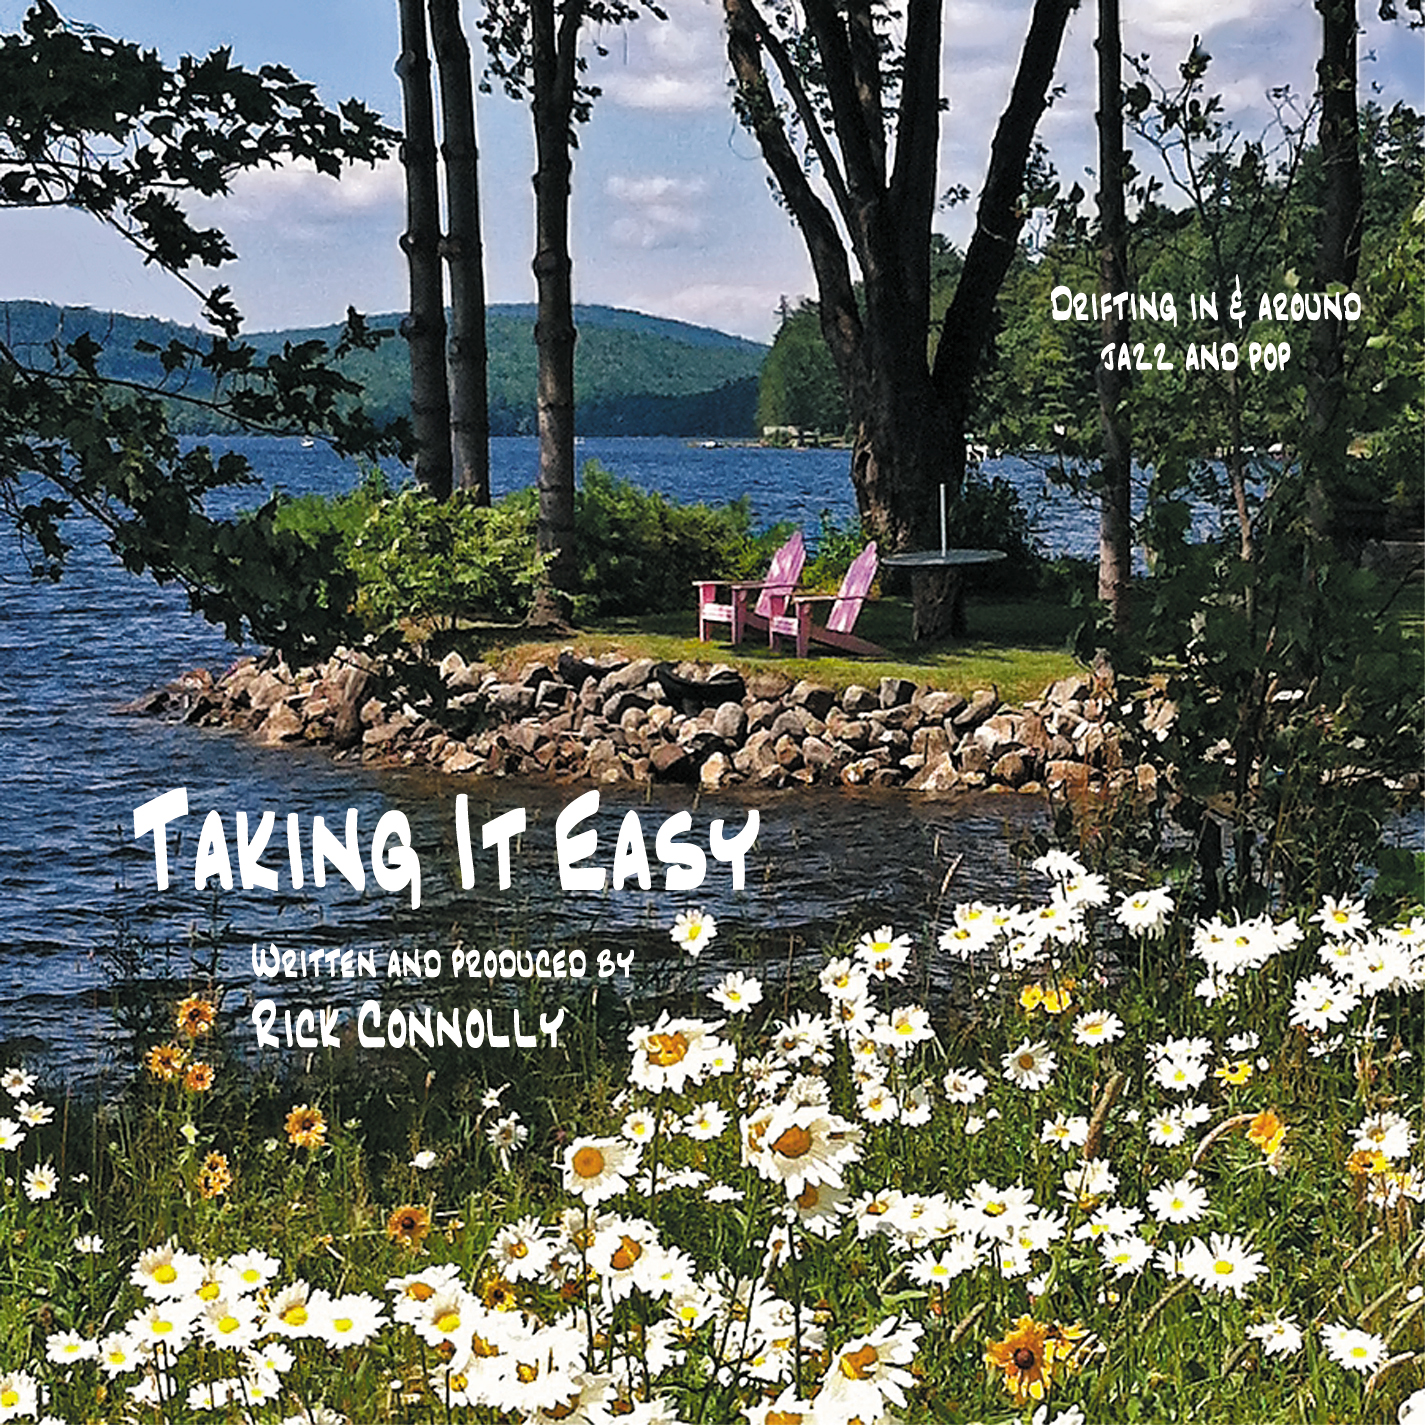 Drifting in & around
jazz and pop
Taking It Easy
Written and produced by
Rick Connolly